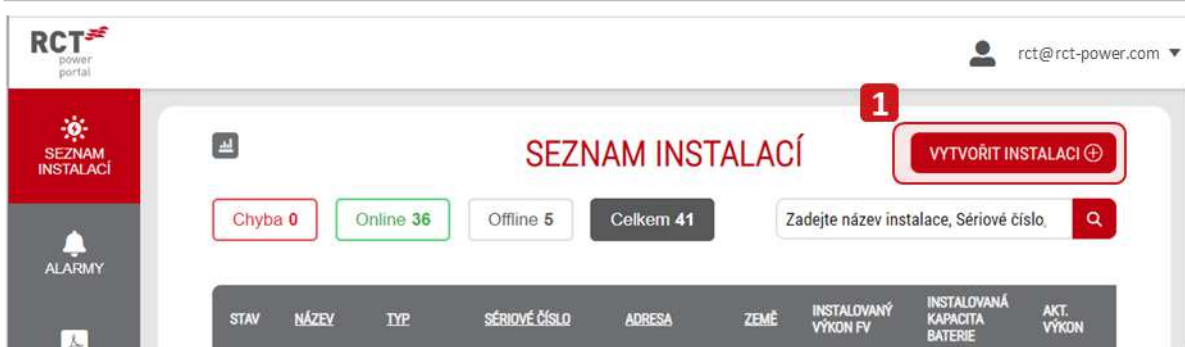 RCT
power
portal
rct@rct-power.com
1
SEZNAM
INSTALACÍ
SEZNAM INSTALACÍ
VYTVOŘIT INSTALACI
Chyba 0
Online 36
Offline 5
Celkem 41
Zadejte název instalace, Sériové číslo,
ALARMY
STAV
NÁZEV
TYP
SÉRIOVÉ ČÍSLO
ADRESA
ZEMĚ
INSTALOVANÝ
VÝKON FV
INSTALOVANÁ
KAPACITA
BATERIE
AKT.
VÝKON